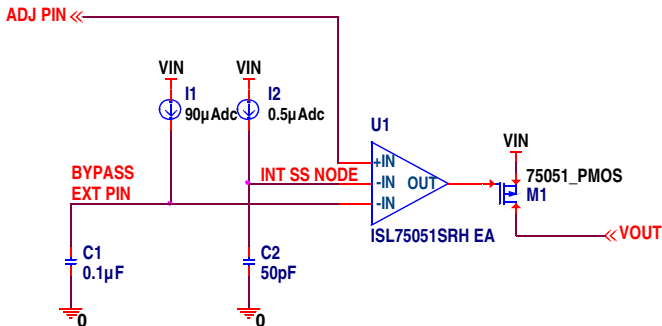 ADJ PIN
VIN
VIN
I1
90µAdc
I2
0.5µAdc
U1
VIN
+IN
75051_PMOS
BYPASS
EXT PIN
INT SS NODE
-IN
OUT
M1
-IN
ISL75051SRH EA
VOUT
C1
0.1µF
C2
50pF
0
0